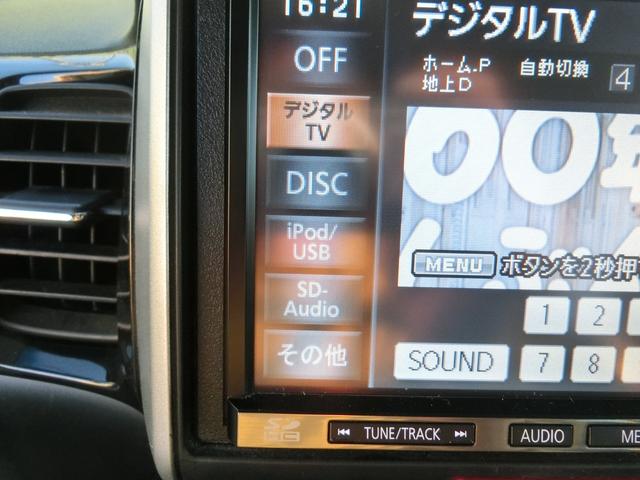 16:21
デジタルTV
OFF
ホーム.P 自動切換
地上D
4
デジタル
TV
DISC
iPod/
USB
MENU ボタンを2秒押
SD-
Audio
1 2
その他
SOUND 7 8
SD
TUNE/TRACK AUDIO ME